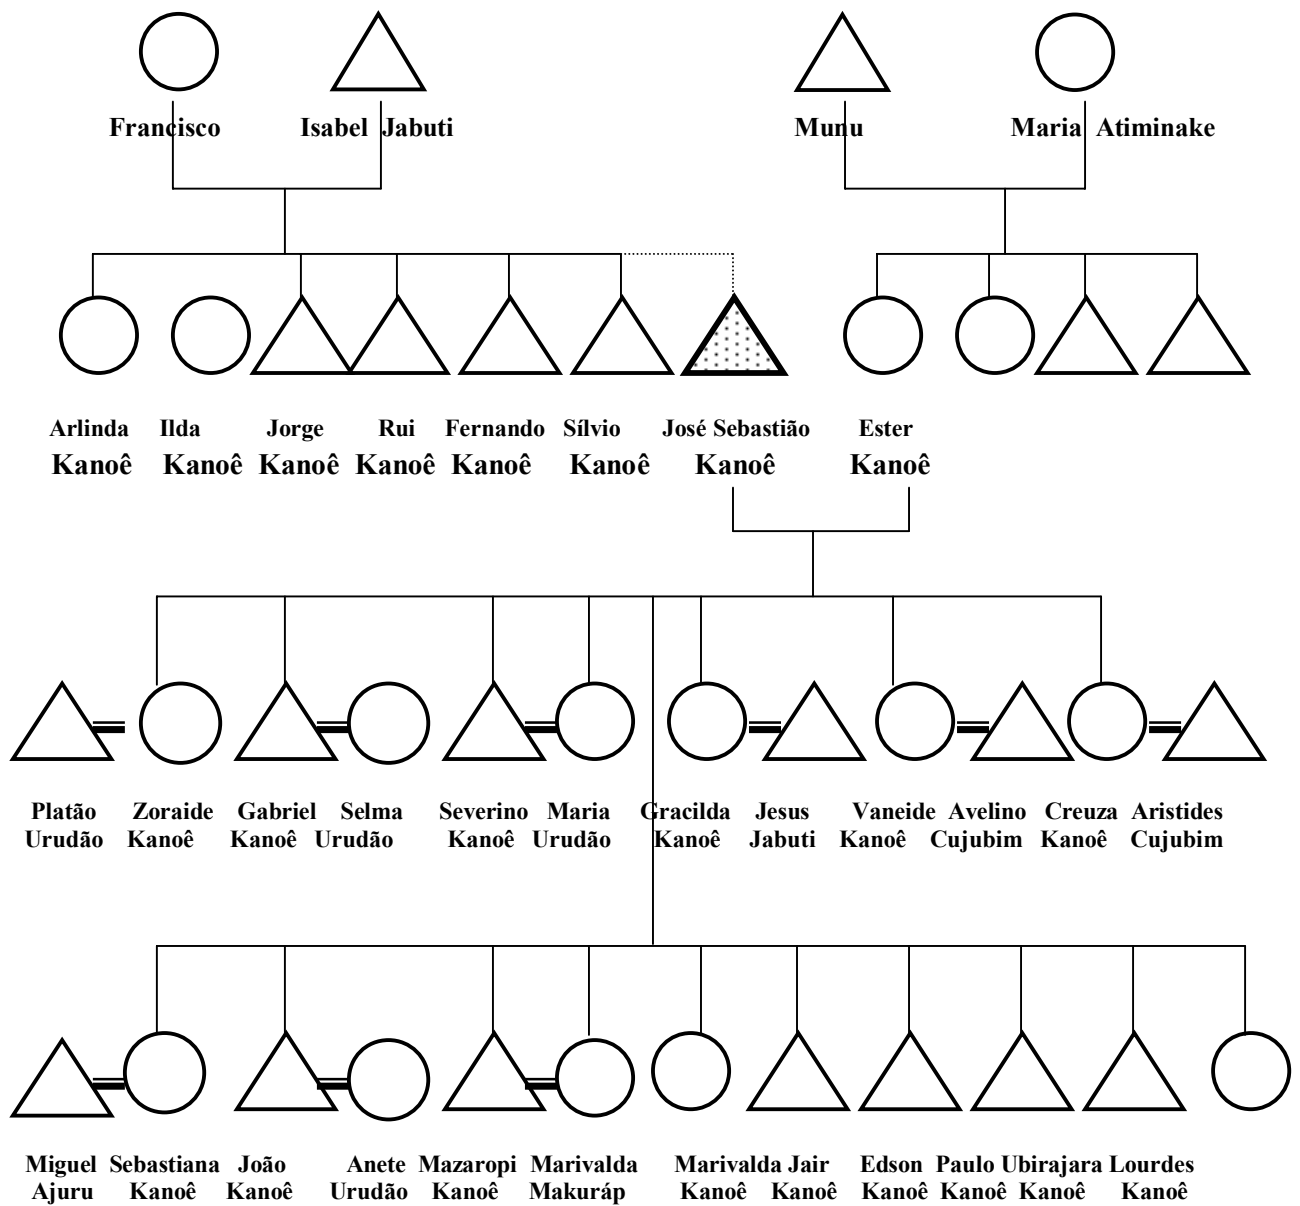 Francisco Isabel Jabuti Munu Maria Atiminake
Arlinda Ilda Jorge Rui Fernando Sílvio José Sebastião Ester
Kanoê Kanoê Kanoê Kanoê Kanoê Kanoê Kanoê Kanoê
Platão Zoraide Gabriel Selma Severino Maria Gracilda Jesus Vaneide Avelino Creuza Aristides
Urudão Kanoê Kanoê Urudão Kanoê Urudão Kanoê Jabuti Kanoê Cujubim Kanoê Cujubim
Miguel Sebastiana João Anete Mazaropi Marivalda Marivalda Jair Edson Paulo Ubirajara Lourdes
Ajuru Kanoê Kanoê Urudão Kanoê Makuráp Kanoê Kanoê Kanoê Kanoê Kanoê Kanoê